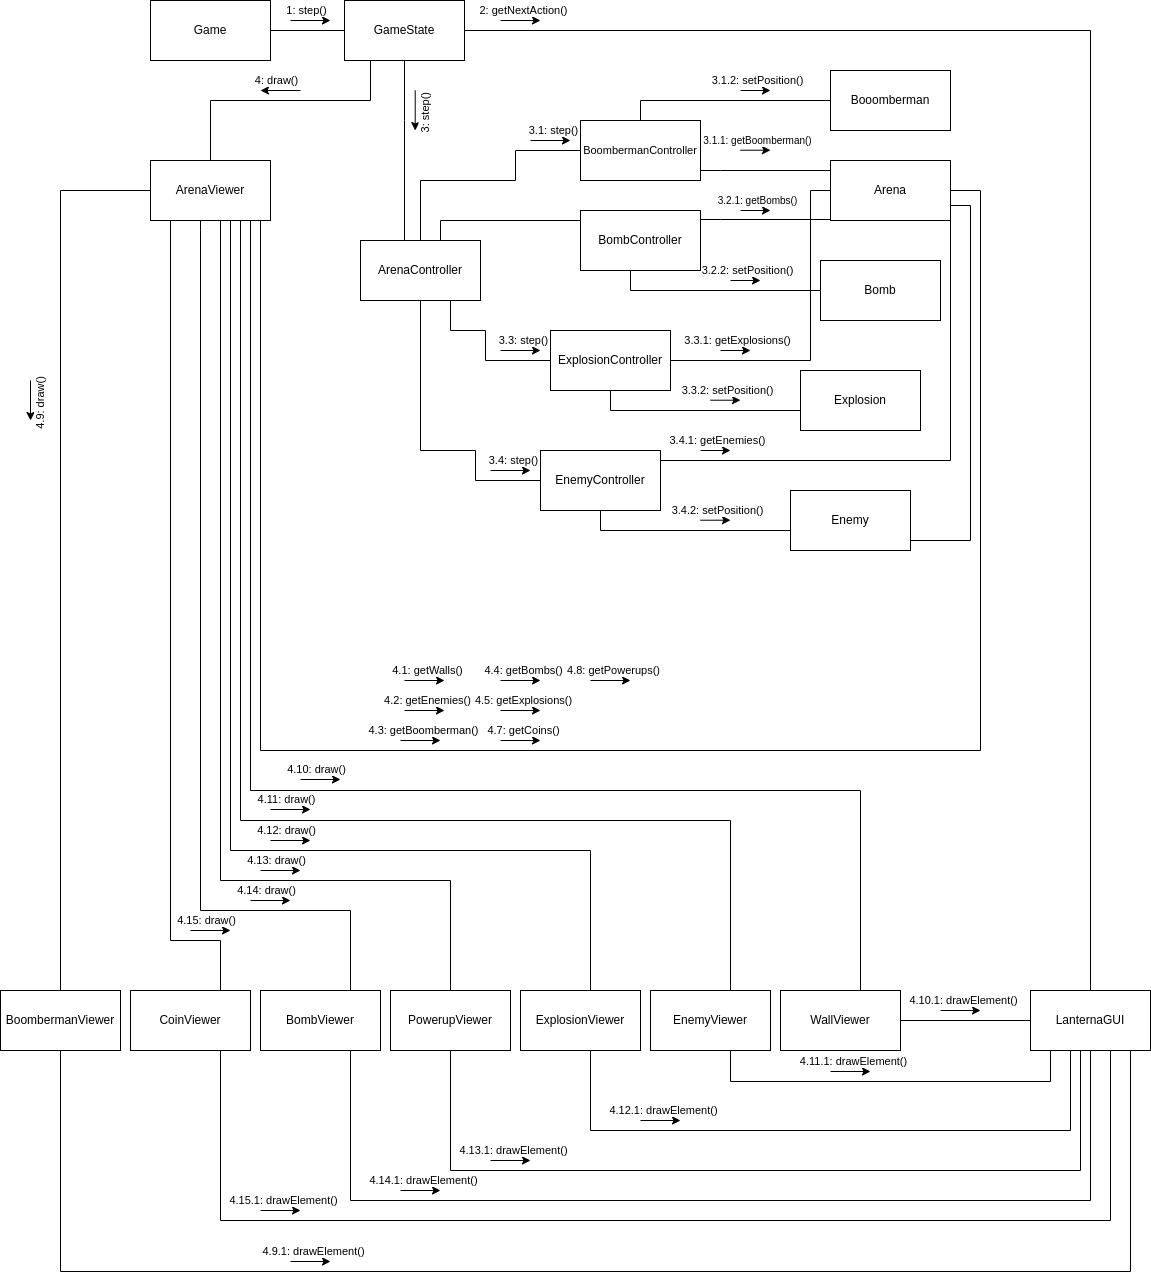 1: step()
2: getNextAction()
Game
GameState
4: draw()
3: step()
3.1.2: setPosition()
Booomberman
3.1: step()
BoombermanController
3.1.1: getBoomberman()
ArenaViewer
Arena
3.2.1: getBombs()
BombController
ArenaController
3.2.2: setPosition()
Bomb
3.3: step()
ExplosionController
3.3.1: getExplosions()
4.9: draw()
3.3.2: setPosition()
Explosion
3.4.1: getEnemies()
3.4: step()
EnemyController
3.4.2: setPosition()
Enemy
4.1: getWalls()
4.4: getBombs()
4.8: getPowerups()
4.2: getEnemies()
4.5: getExplosions()
4.3: getBoomberman()
4.7: getCoins()
4.10: draw()
4.11: draw()
4.12: draw()
4.13: draw()
4.14: draw()
4.15: draw()
BoombermanViewer
CoinViewer
BombViewer
PowerupViewer
ExplosionViewer
EnemyViewer
WallViewer
4.10.1: drawElement()
LanternaGUI
4.11.1: drawElement()
4.12.1: drawElement()
4.13.1: drawElement()
4.14.1: drawElement()
4.15.1: drawElement()
4.9.1: drawElement()